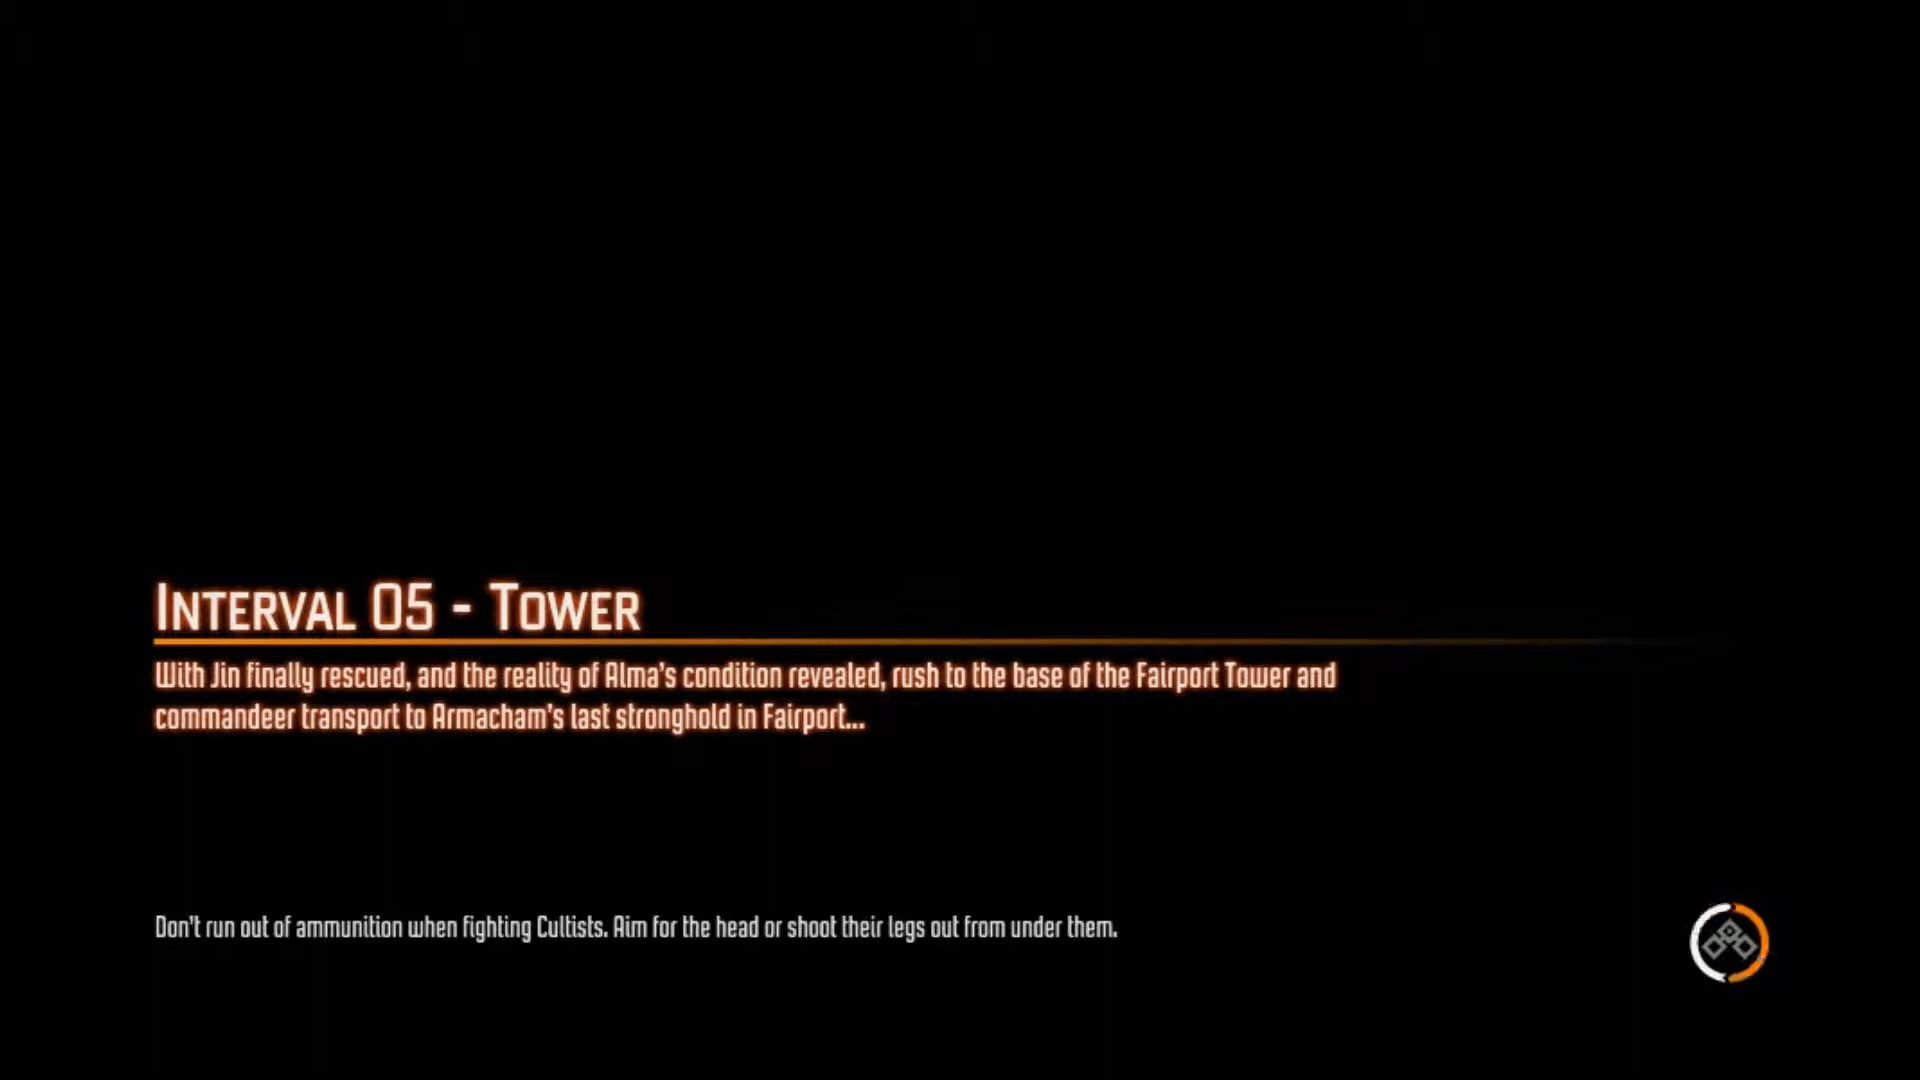 INTERVAL 05 - TOWER
With Jin finally rescued, and the reality of Alma's condition revealed, rush to the base of the Fairport Tower and
commandeer transport to Armacham's last stronghold in Fairport...
Don't run out of ammunition when fighting Cultists. Aim for the head or shoot their legs out from under them.